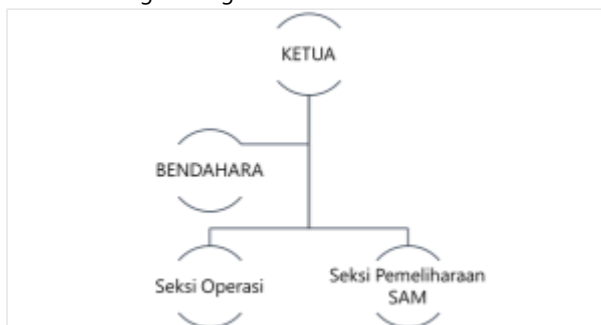 KETUA
BENDAHARA
Seksi Operasi
Seksi Pemeliharaan
SAM